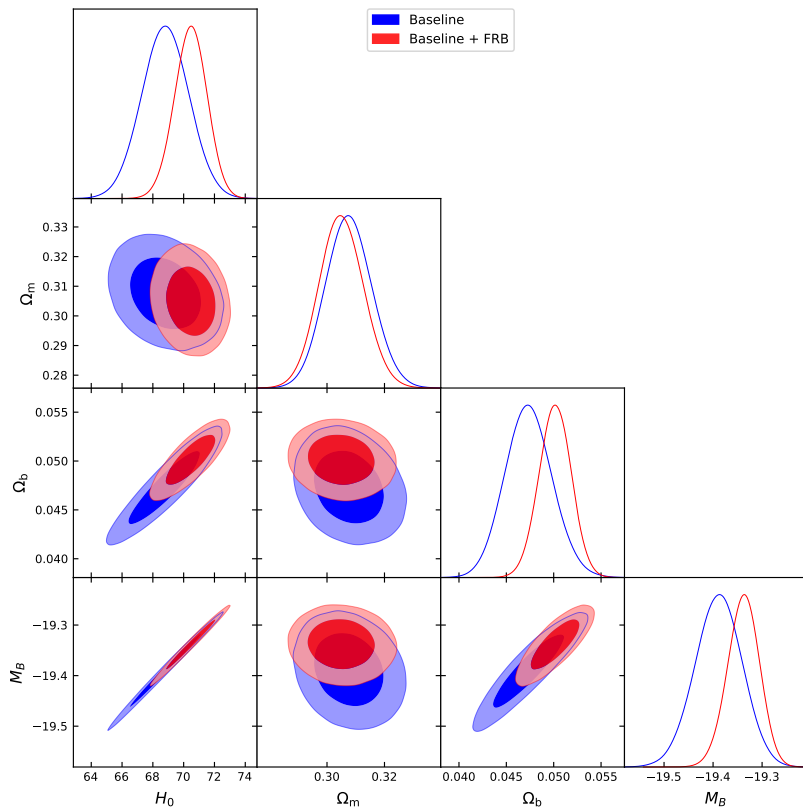 Baseline
Baseline + FRB
0.33
0.32
0.31
0.30
0.29
0.28
Ωm
0.055
0.050
0.045
0.040
Ωb
−19.3
−19.4
−19.5
M_B
64 66 68 70 72 74
0.30 0.32
0.040 0.045 0.050 0.055
−19.5 −19.4 −19.3
H₀ Ωm Ωb M_B